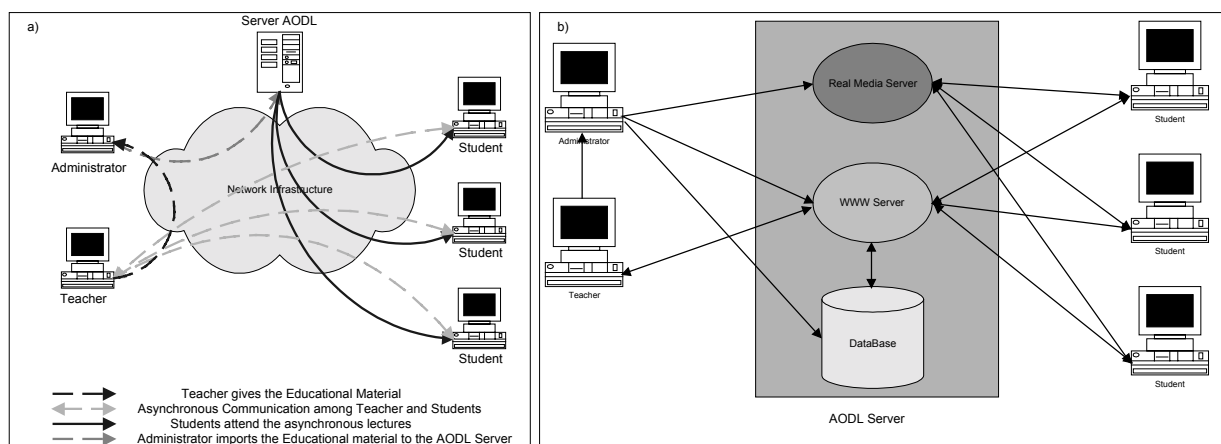 a)
Server AODL
Administrator
Student
Network Infrastructure
Student
Teacher
Student
Teacher gives the Educational Material
Asynchronous Communication among Teacher and Students
Students attend the asynchronous lectures
Administrator imports the Educational material to the AODL Server
b)
Real Media Server
Administrator
Student
WWW Server
Student
Teacher
DataBase
Student
AODL Server